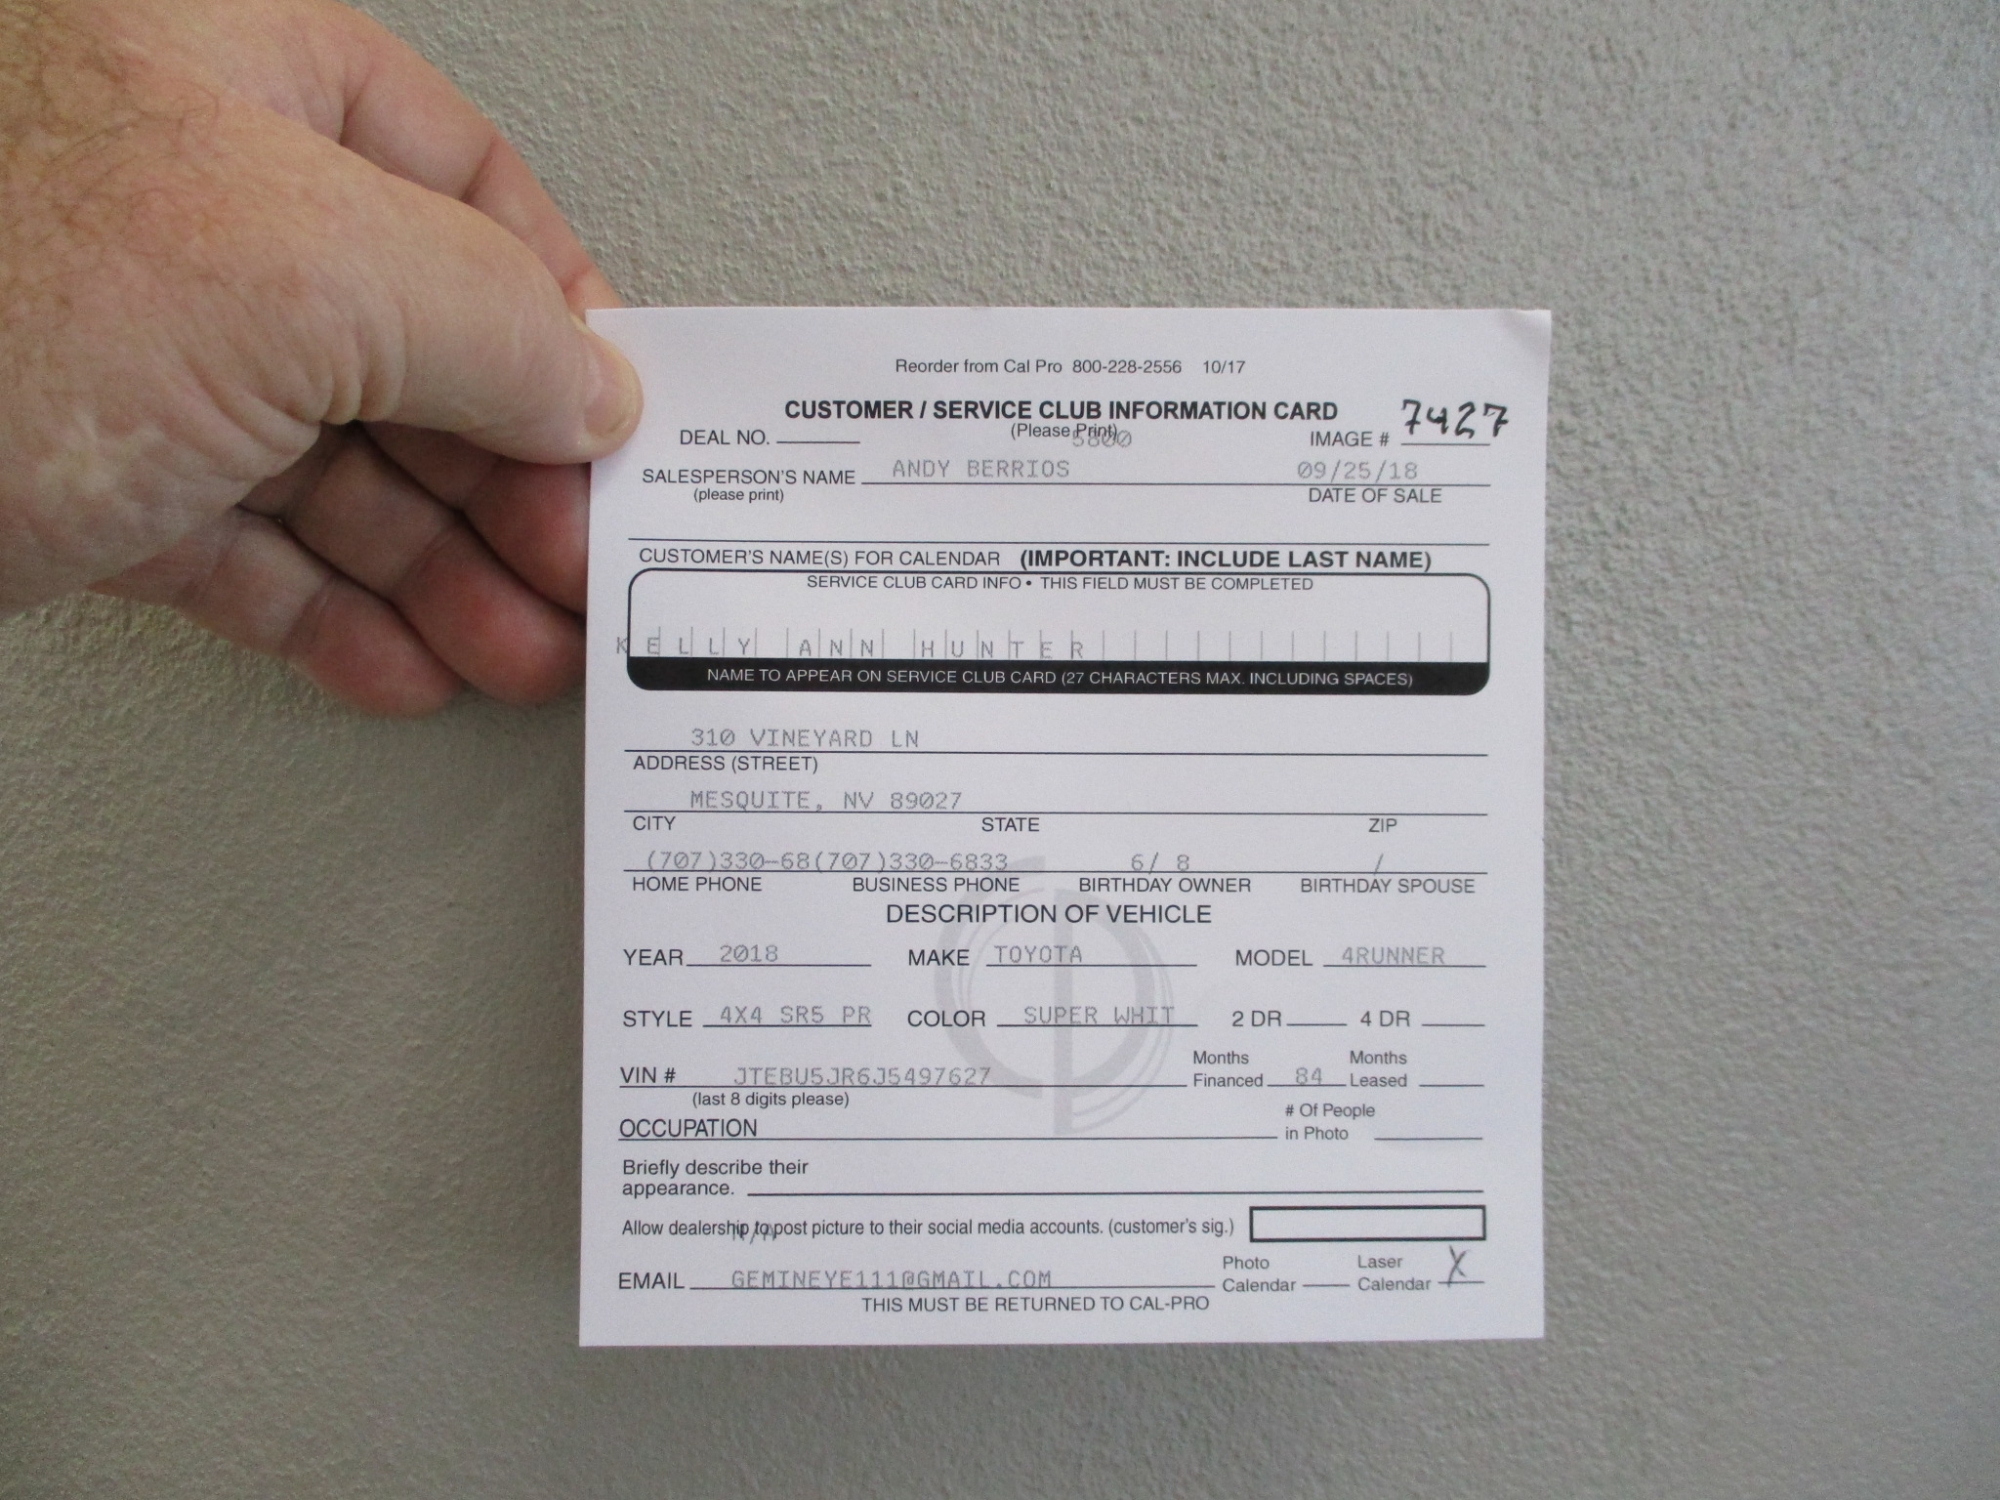 Reorder from Cal Pro 800-228-2556 10/17
CUSTOMER / SERVICE CLUB INFORMATION CARD
7427
(Please Print)
DEAL NO. 5800 IMAGE #
SALESPERSON'S NAME ANDY BERRIOS 09/25/18
(please print) DATE OF SALE
CUSTOMER'S NAME(S) FOR CALENDAR (IMPORTANT: INCLUDE LAST NAME)
SERVICE CLUB CARD INFO • THIS FIELD MUST BE COMPLETED
KELLY ANN HUNTER
NAME TO APPEAR ON SERVICE CLUB CARD (27 CHARACTERS MAX. INCLUDING SPACES)
310 VINEYARD LN
ADDRESS (STREET)
MESQUITE, NV 89027
CITY STATE ZIP
(707)330-68(707)330-6833 6/ 8 /
HOME PHONE BUSINESS PHONE BIRTHDAY OWNER BIRTHDAY SPOUSE
DESCRIPTION OF VEHICLE
YEAR 2018 MAKE TOYOTA MODEL 4RUNNER
STYLE 4X4 SR5 PR COLOR SUPER WHIT 2 DR 4 DR
VIN # JTEBU5JR6J5497627 Months Financed 84 Months Leased
(last 8 digits please)
OCCUPATION # Of People in Photo
Briefly describe their
appearance.
N/A
Allow dealership to post picture to their social media accounts. (customer's sig.)
EMAIL GEMINEYE111@GMAIL.COM Photo Calendar Laser Calendar X
THIS MUST BE RETURNED TO CAL-PRO